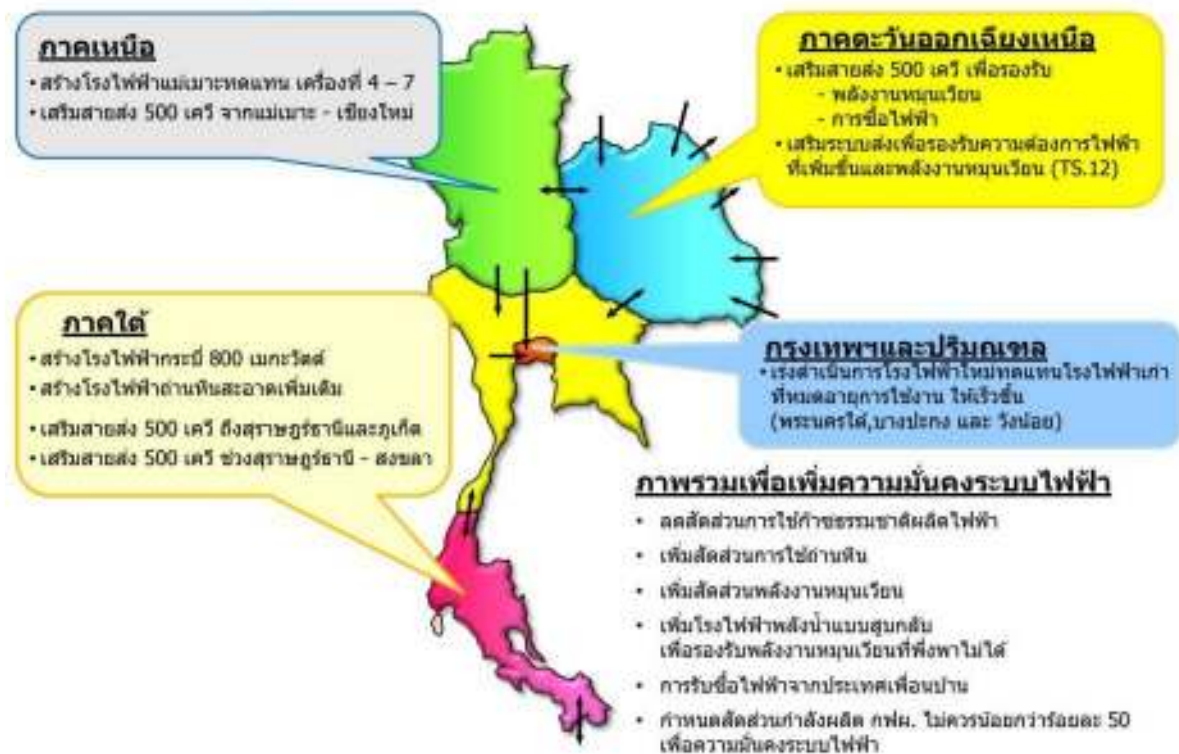 ภาคเหนือ
• สร้างโรงไฟฟ้าแม่เมาะทดแทน เครื่องที่ 4 – 7
• เสริมสายส่ง 500 เควี จากแม่เมาะ - เชียงใหม่
ภาคตะวันออกเฉียงเหนือ
• เสริมสายส่ง 500 เควี เพื่อรองรับ
- พลังงานหมุนเวียน
- การซื้อไฟฟ้า
• เสริมระบบส่งเพื่อรองรับความต้องการไฟฟ้า
ที่เพิ่มขึ้นและพลังงานหมุนเวียน (TS.12)
ภาคใต้
• สร้างโรงไฟฟ้ากระบี่ 800 เมกะวัตต์
• สร้างโรงไฟฟ้าถ่านหินสะอาดเพิ่มเติม
• เสริมสายส่ง 500 เควี ถึงสุราษฎร์ธานีและภูเก็ต
• เสริมสายส่ง 500 เควี ช่วงสุราษฎร์ธานี – สงขลา
กรุงเทพฯและปริมณฑล
• เร่งดำเนินการโรงไฟฟ้าใหม่ทดแทนโรงไฟฟ้าเก่า
ที่หมดอายุการใช้งาน ให้เร็วขึ้น
(พระนครใต้,บางปะกง และ วังน้อย)
ภาพรวมเพื่อเพิ่มความมั่นคงระบบไฟฟ้า
• ลดสัดส่วนการใช้ก๊าซธรรมชาติผลิตไฟฟ้า
• เพิ่มสัดส่วนการใช้ถ่านหิน
• เพิ่มสัดส่วนพลังงานหมุนเวียน
• เพิ่มโรงไฟฟ้าพลังน้ำแบบสูบกลับ
เพื่อรองรับพลังงานหมุนเวียนที่พึ่งพาไม่ได้
• การรับซื้อไฟฟ้าจากประเทศเพื่อนบ้าน
• กำหนดสัดส่วนกำลังผลิต กฟผ. ไม่ควรน้อยกว่าร้อยละ 50
เพื่อความมั่นคงระบบไฟฟ้า